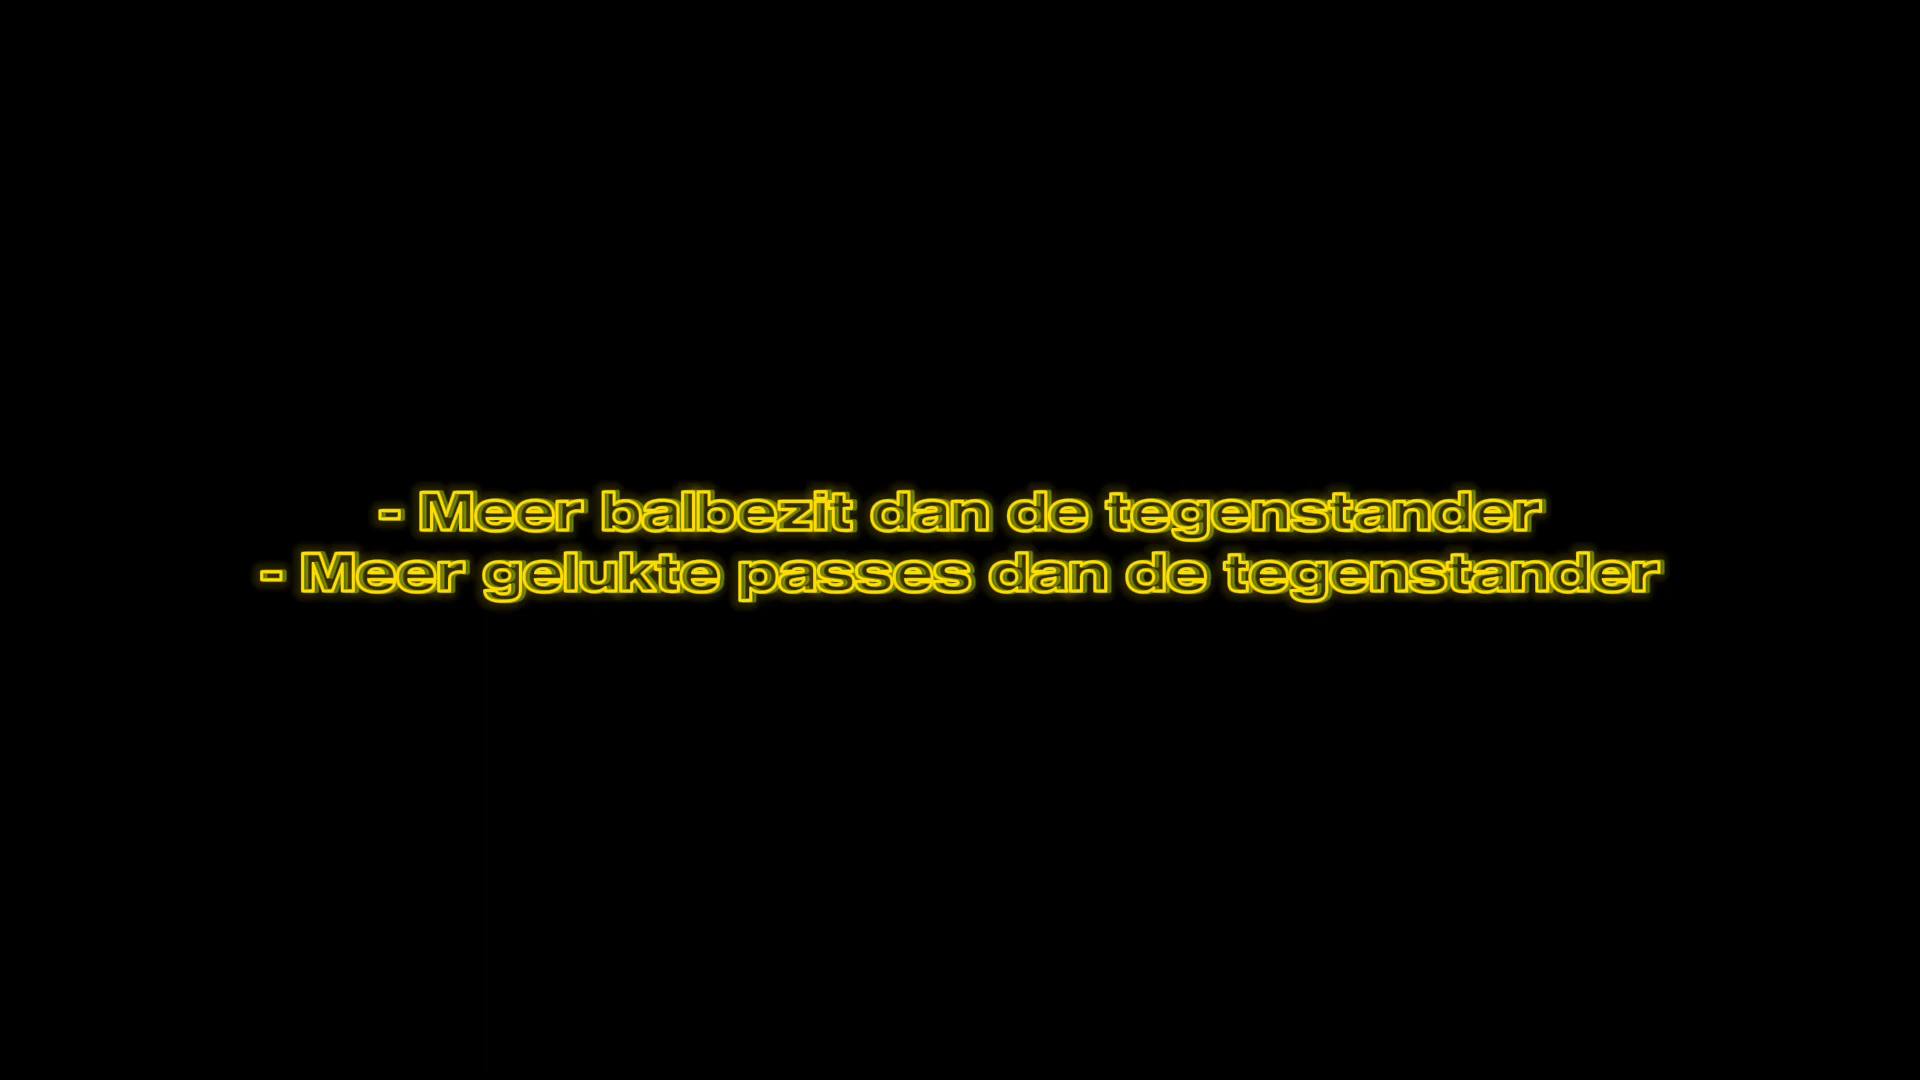 - Meer balbezit dan de tegenstander
- Meer gelukte passes dan de tegenstander